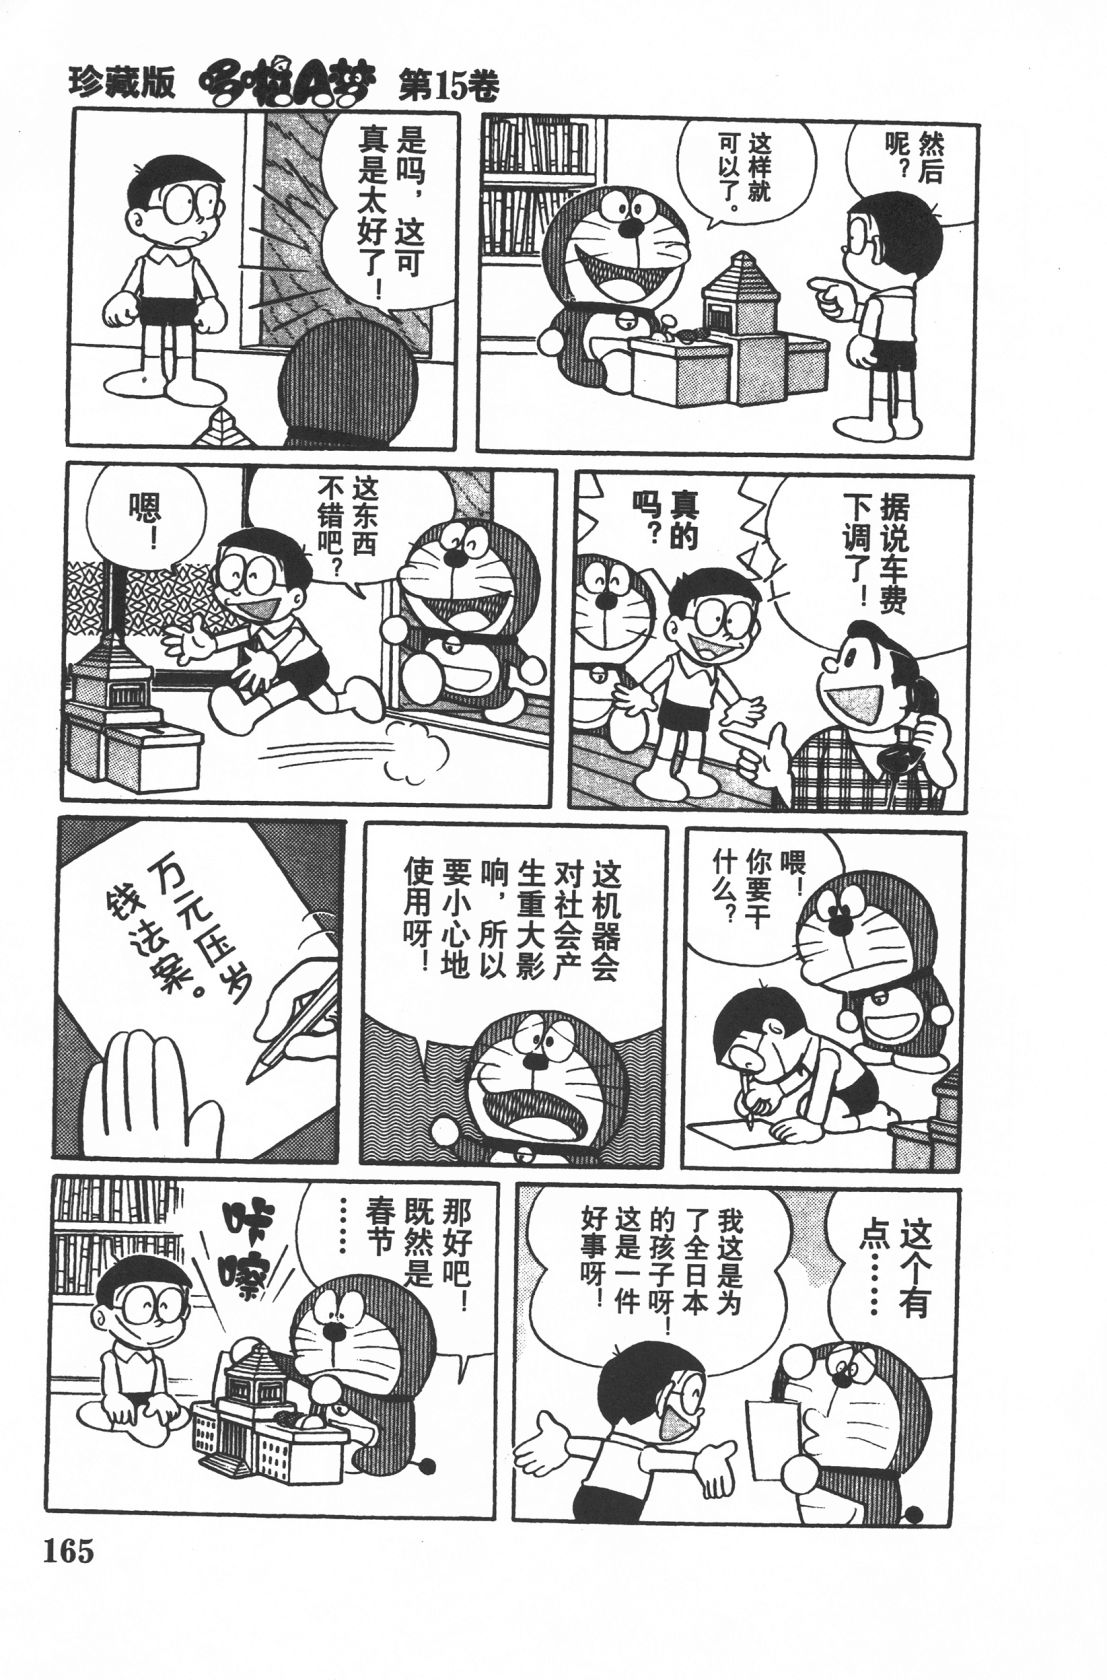 珍藏版 哆啦A梦 第15卷
然后
呢？
这样就
可以了。
是吗，这可
真是太好了！
据说车费
下调了！
真的
吗？
这东西
不错吧？
嗯！
喂！
你要干
什么？
这机器会
对社会产
生重大影
响，所以
要小心地
使用呀！
万元压岁
钱法案。
这个有
点……
我这是为
了全日本
的孩子呀！
这是一件
好事呀！
那好吧！
既然是
春节
……
咔
嚓
165